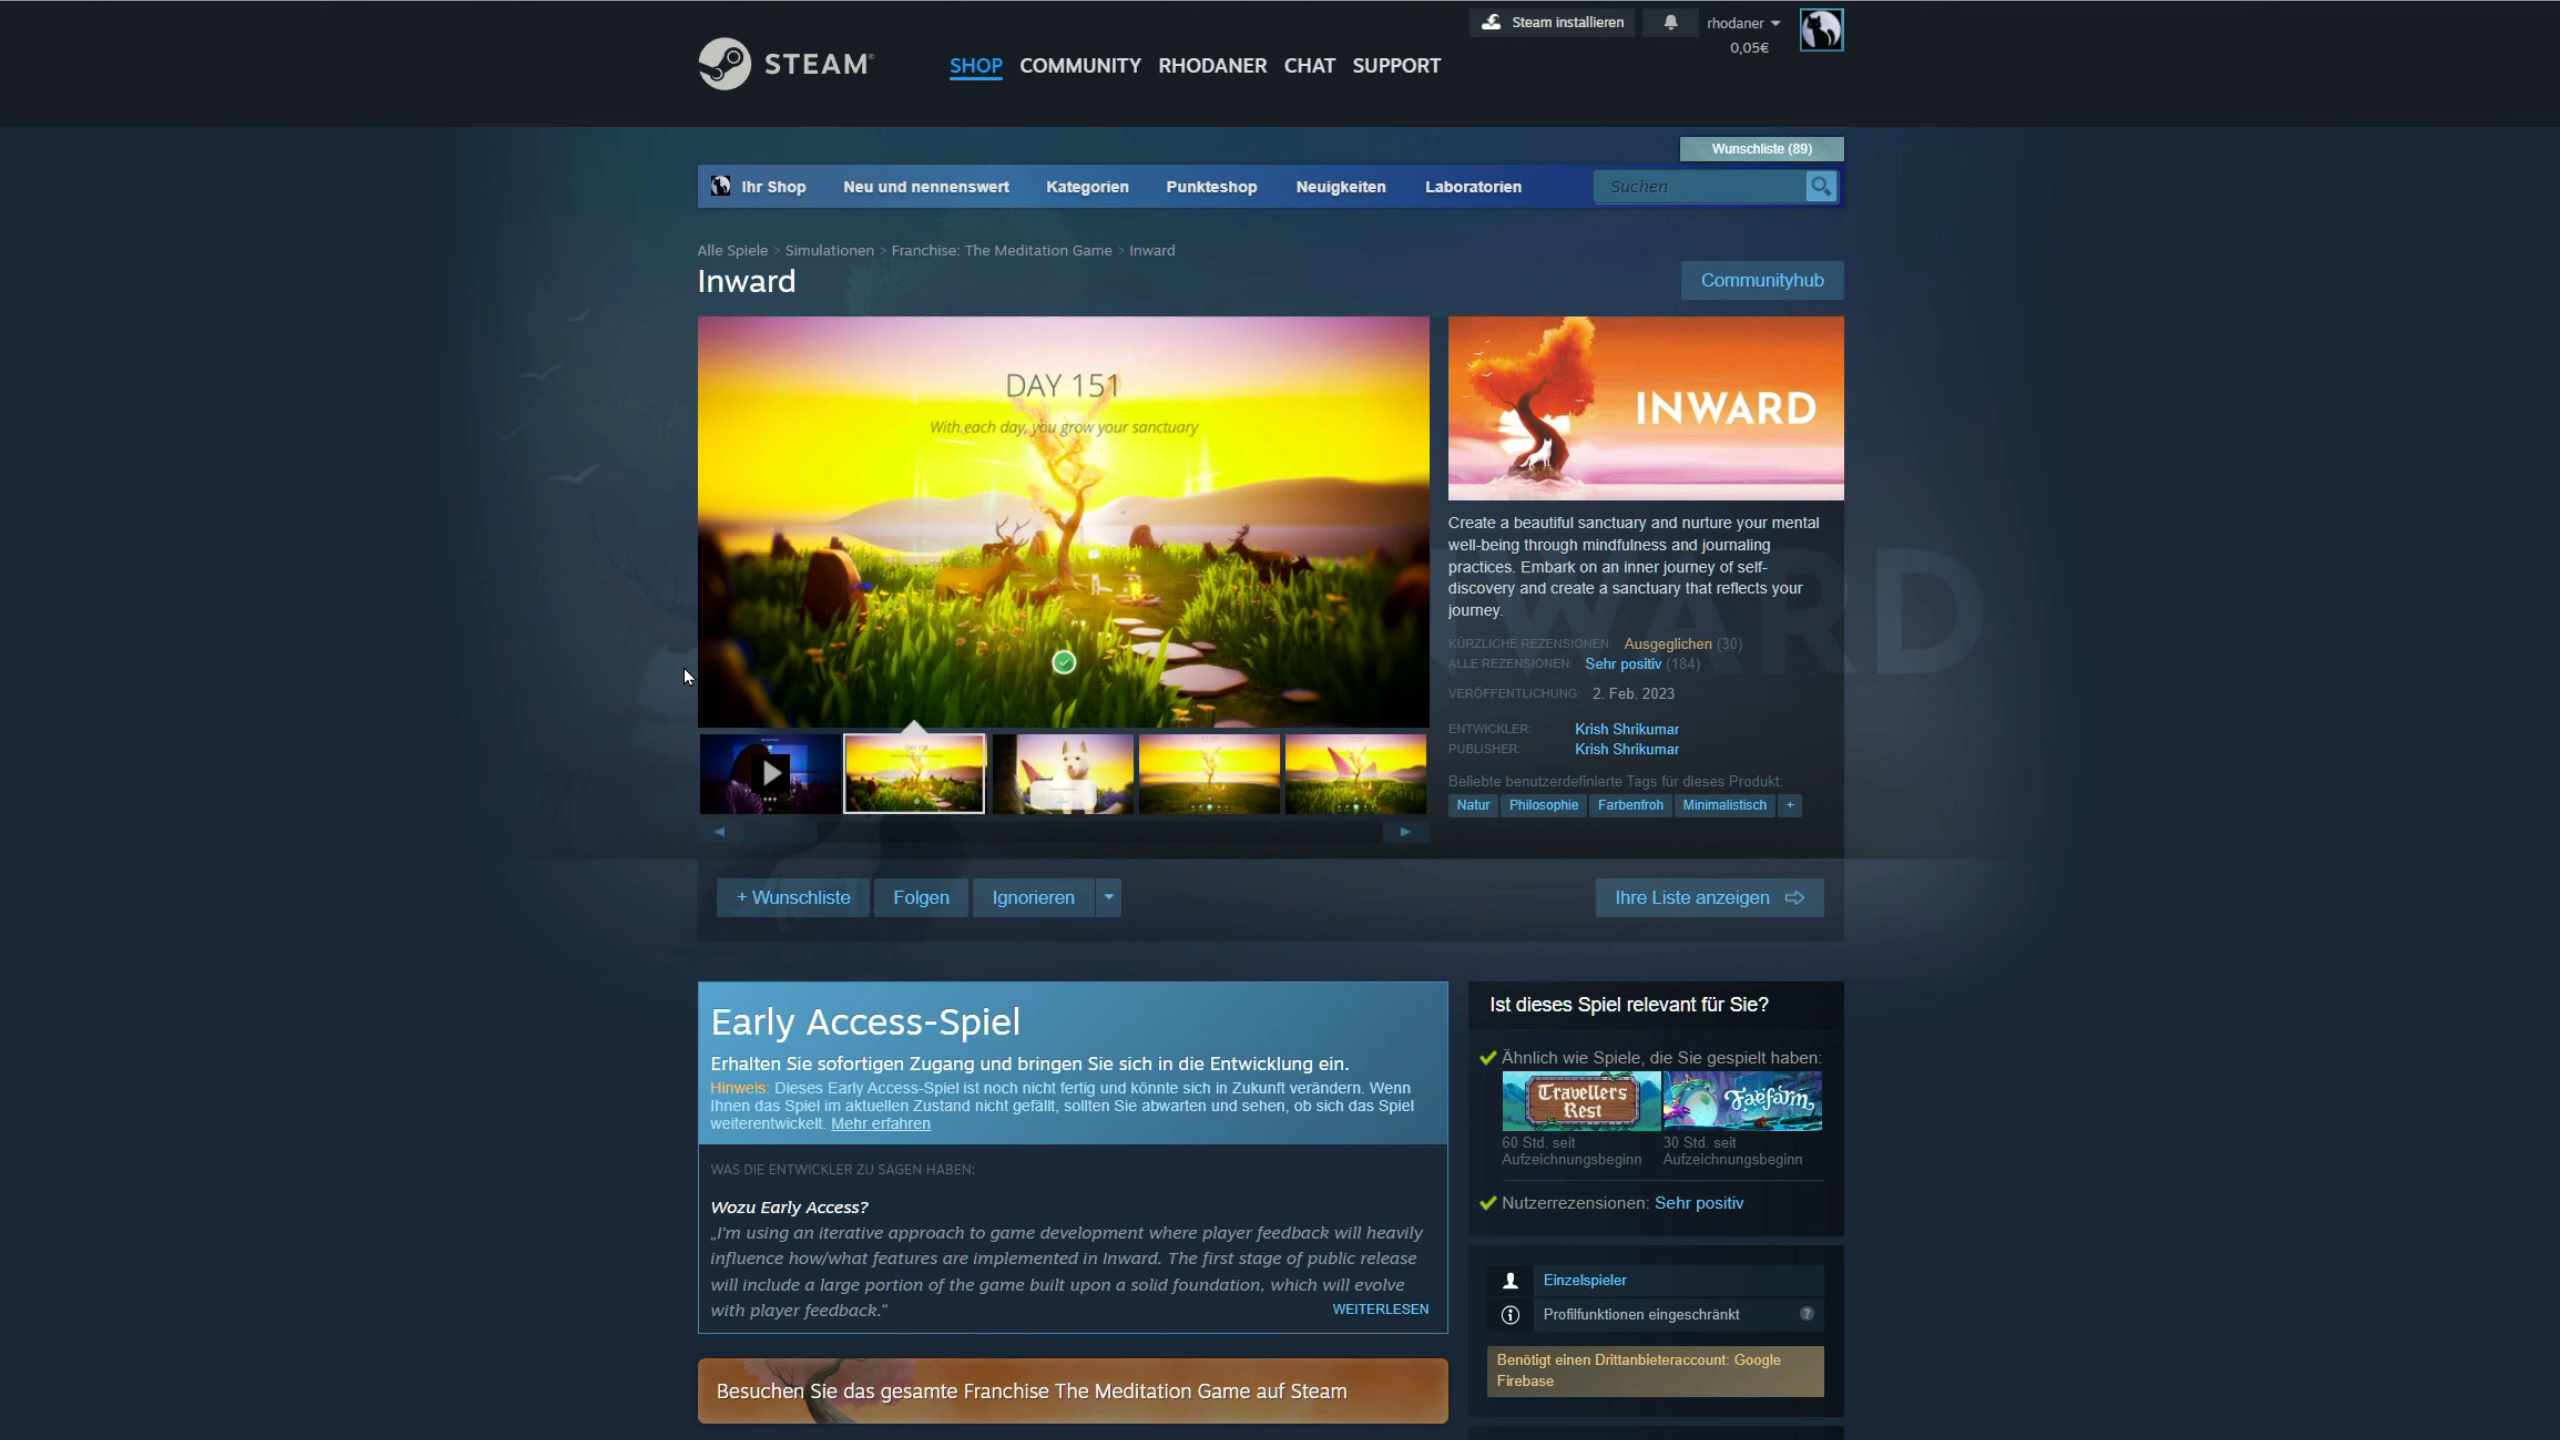 Steam installieren
rhodaner
0,05€
STEAM
SHOP COMMUNITY RHODANER CHAT SUPPORT
Wunschliste (89)
Ihr Shop Neu und nennenswert Kategorien Punkteshop Neuigkeiten Laboratorien Suchen
Alle Spiele > Simulationen > Franchise: The Meditation Game > Inward
Inward
Communityhub
DAY 151
With each day, you grow your sanctuary
INWARD
Create a beautiful sanctuary and nurture your mental
well-being through mindfulness and journaling
practices. Embark on an inner journey of self-
discovery and create a sanctuary that reflects your
journey.
KÜRZLICHE REZENSIONEN: Ausgeglichen (30)
ALLE REZENSIONEN: Sehr positiv (184)
VERÖFFENTLICHUNG: 2. Feb. 2023
ENTWICKLER: Krish Shrikumar
PUBLISHER: Krish Shrikumar
Beliebte benutzerdefinierte Tags für dieses Produkt:
Natur Philosophie Farbenfroh Minimalistisch +
+ Wunschliste Folgen Ignorieren Ihre Liste anzeigen
Early Access-Spiel
Erhalten Sie sofortigen Zugang und bringen Sie sich in die Entwicklung ein.
Hinweis: Dieses Early Access-Spiel ist noch nicht fertig und könnte sich in Zukunft verändern. Wenn
Ihnen das Spiel im aktuellen Zustand nicht gefällt, sollten Sie abwarten und sehen, ob sich das Spiel
weiterentwickelt. Mehr erfahren
WAS DIE ENTWICKLER ZU SAGEN HABEN:
Wozu Early Access?
„I'm using an iterative approach to game development where player feedback will heavily
influence how/what features are implemented in Inward. The first stage of public release
will include a large portion of the game built upon a solid foundation, which will evolve
with player feedback.“
WEITERLESEN
Besuchen Sie das gesamte Franchise The Meditation Game auf Steam
Ist dieses Spiel relevant für Sie?
Ähnlich wie Spiele, die Sie gespielt haben:
Travellers Rest
Faefarm
60 Std. seit
Aufzeichnungsbeginn
30 Std. seit
Aufzeichnungsbeginn
Nutzerrezensionen: Sehr positiv
Einzelspieler
Profilfunktionen eingeschränkt ?
Benötigt einen Drittanbieteraccount: Google
Firebase